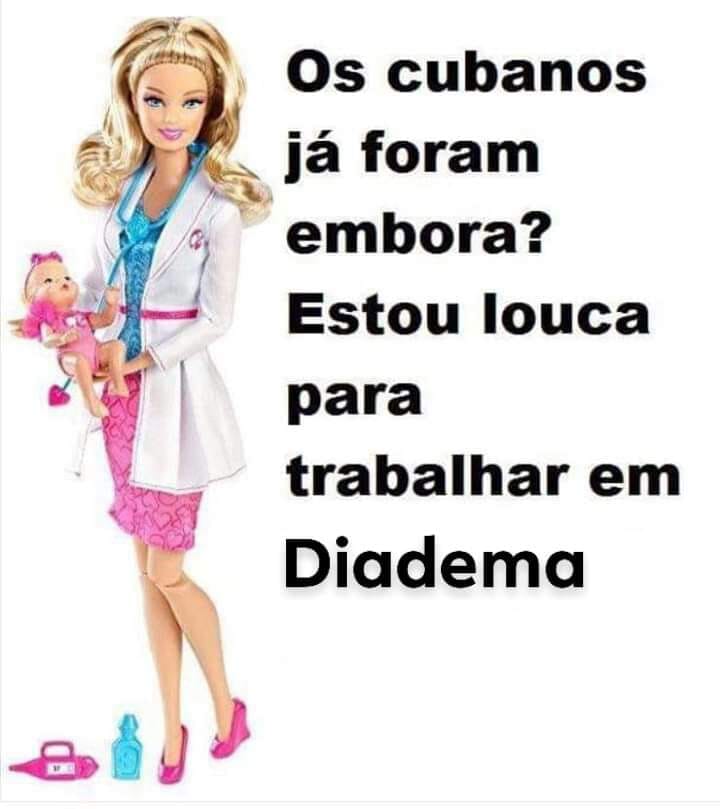 Os cubanos
já foram
embora?
Estou louca
para
trabalhar em
Diadema